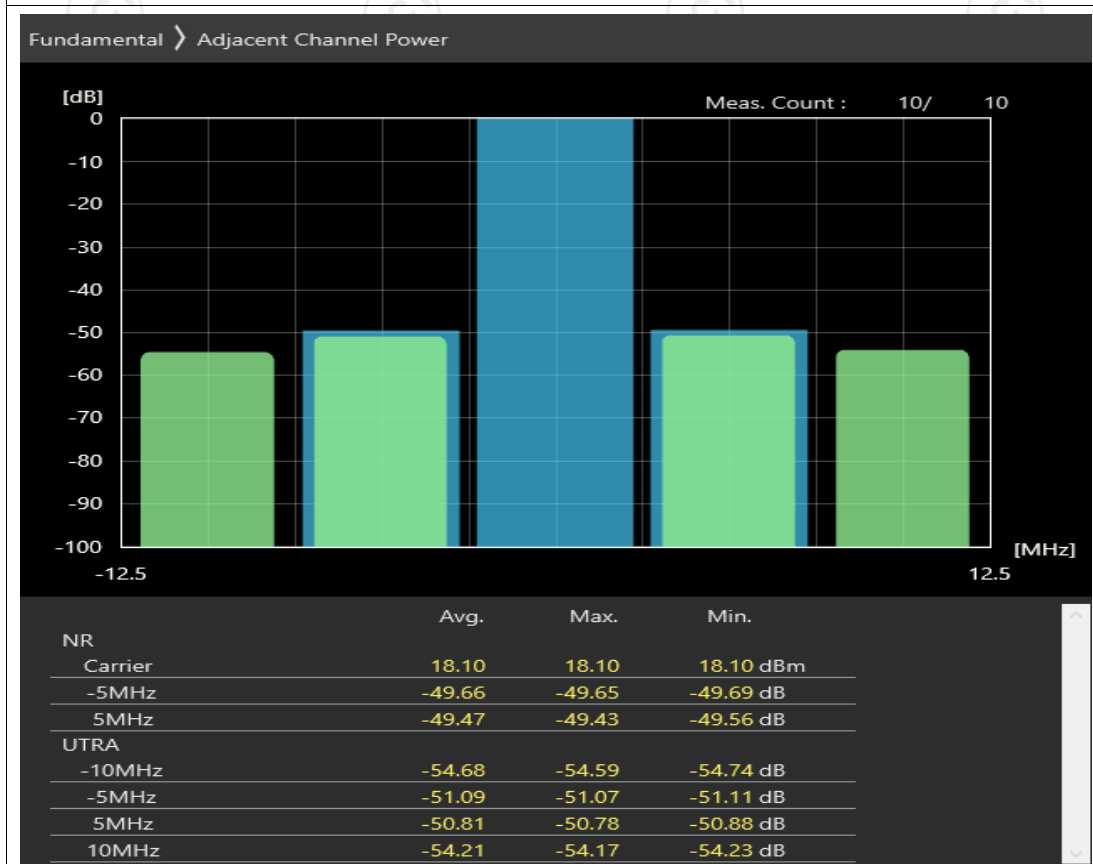 Fundamental ❯ Adjacent Channel Power
[dB]
Meas. Count : 10/ 10
0
-10
-20
-30
-40
-50
-60
-70
-80
-90
-100
[MHz]
-12.5 12.5
Avg. Max. Min.
NR
Carrier 18.10 18.10 18.10 dBm
-5MHz -49.66 -49.65 -49.69 dB
5MHz -49.47 -49.43 -49.56 dB
UTRA
-10MHz -54.68 -54.59 -54.74 dB
-5MHz -51.09 -51.07 -51.11 dB
5MHz -50.81 -50.78 -50.88 dB
10MHz -54.21 -54.17 -54.23 dB